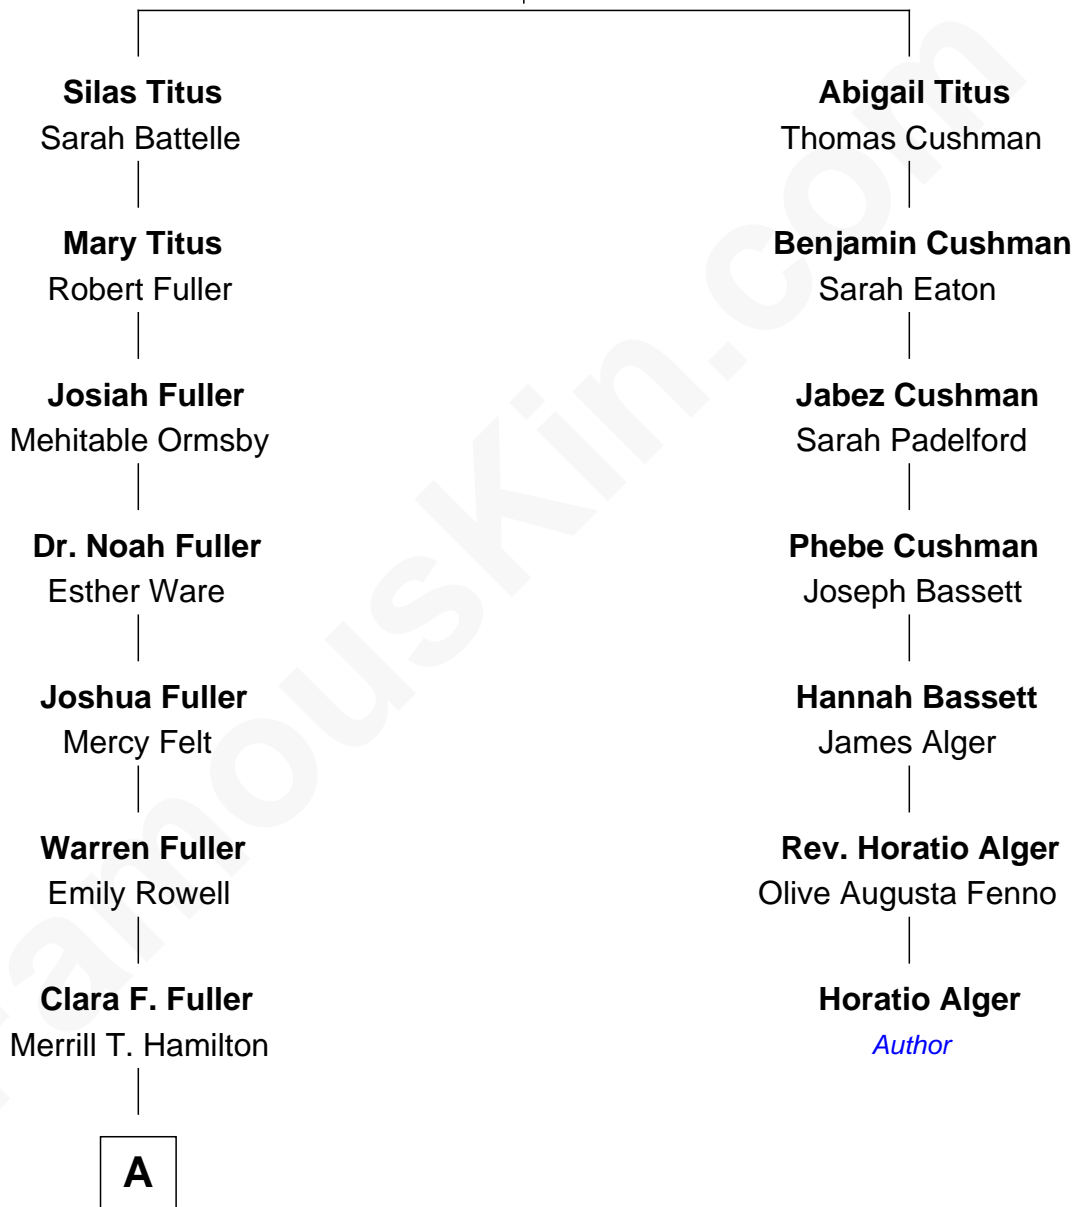 Silas Titus
Sarah Battelle
Mary Titus
Robert Fuller
Josiah Fuller
Mehitable Ormsby
Dr. Noah Fuller
Esther Ware
Joshua Fuller
Mercy Felt
Warren Fuller
Emily Rowell
Clara F. Fuller
Merrill T. Hamilton
A
Abigail Titus
Thomas Cushman
Benjamin Cushman
Sarah Eaton
Jabez Cushman
Sarah Padelford
Phebe Cushman
Joseph Bassett
Hannah Bassett
James Alger
Rev. Horatio Alger
Olive Augusta Fenno
Horatio Alger
Author
FamousKin.com